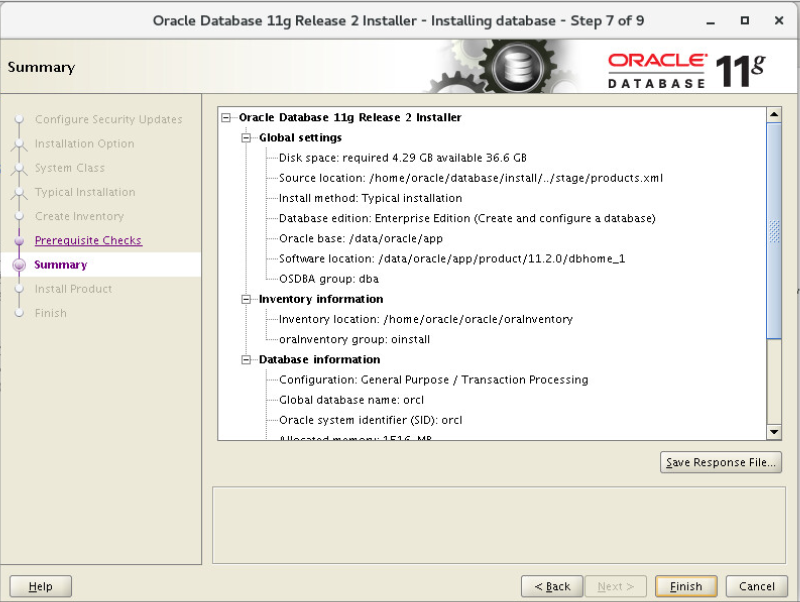 Oracle Database 11g Release 2 Installer - Installing database - Step 7 of 9
Summary
ORACLE
DATABASE
11g
Configure Security Updates
Installation Option
System Class
Typical Installation
Create Inventory
Prerequisite Checks
Summary
Install Product
Finish
Oracle Database 11g Release 2 Installer
Global settings
Disk space: required 4.29 GB available 36.6 GB
Source location: /home/oracle/database/install/../stage/products.xml
Install method: Typical installation
Database edition: Enterprise Edition (Create and configure a database)
Oracle base: /data/oracle/app
Software location: /data/oracle/app/product/11.2.0/dbhome_1
OSDBA group: dba
Inventory information
Inventory location: /home/oracle/oracle/oraInventory
oraInventory group: oinstall
Database information
Configuration: General Purpose / Transaction Processing
Global database name: orcl
Oracle system identifier (SID): orcl
Allocated memory: MB
Save Response File...
Help
< Back
Next >
Finish
Cancel